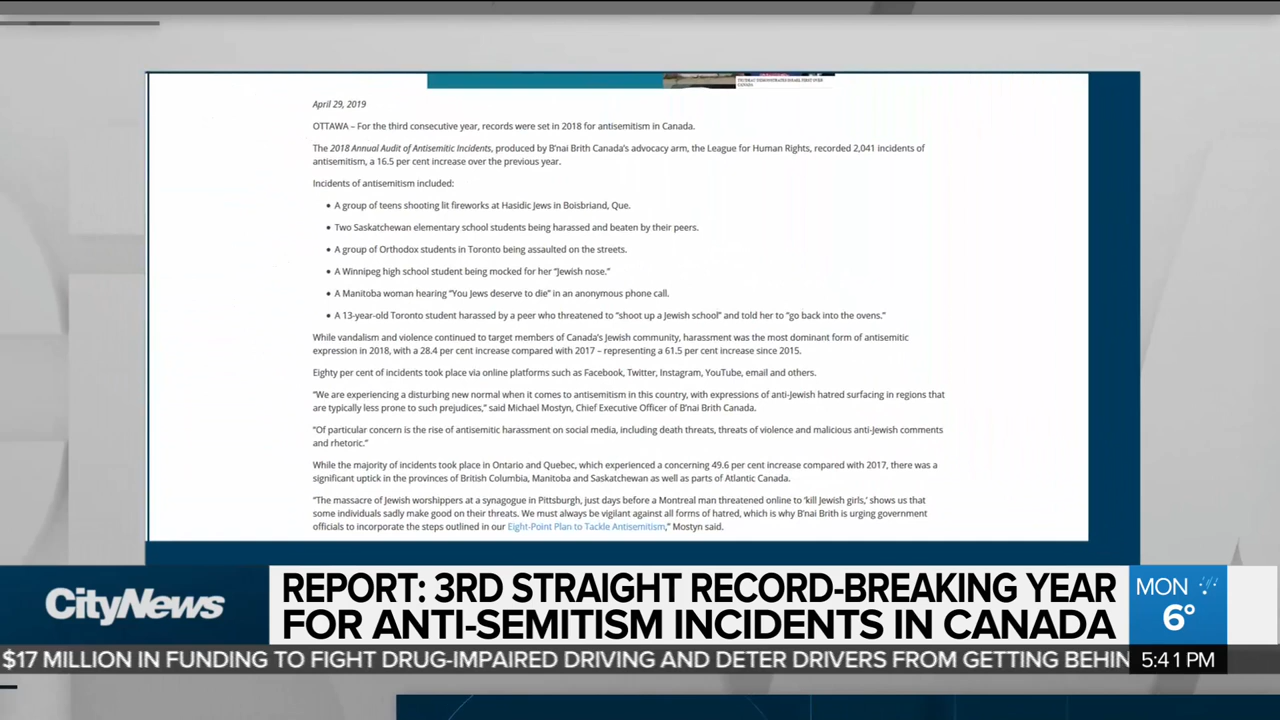 April 29, 2019
OTTAWA – For the third consecutive year, records were set in 2018 for antisemitism in Canada.
The 2018 Annual Audit of Antisemitic Incidents, produced by B'nai Brith Canada's advocacy arm, the League for Human Rights, recorded 2,041 incidents of
antisemitism, a 16.5 per cent increase over the previous year.
Incidents of antisemitism included:
• A group of teens shooting lit fireworks at Hasidic Jews in Boisbriand, Que.
• Two Saskatchewan elementary school students being harassed and beaten by their peers.
• A group of Orthodox students in Toronto being assaulted on the streets.
• A Winnipeg high school student being mocked for her “Jewish nose.”
• A Manitoba woman hearing “You Jews deserve to die” in an anonymous phone call.
• A 13-year-old Toronto student harassed by a peer who threatened to “shoot up a Jewish school” and told her to “go back into the ovens.”
While vandalism and violence continued to target members of Canada's Jewish community, harassment was the most dominant form of antisemitic
expression in 2018, with a 28.4 per cent increase compared with 2017 – representing a 61.5 per cent increase since 2015.
Eighty per cent of incidents took place via online platforms such as Facebook, Twitter, Instagram, YouTube, email and others.
“We are experiencing a disturbing new normal when it comes to antisemitism in this country, with expressions of anti-Jewish hatred surfacing in regions that
are typically less prone to such prejudices,” said Michael Mostyn, Chief Executive Officer of B'nai Brith Canada.
“Of particular concern is the rise of antisemitic harassment on social media, including death threats, threats of violence and malicious anti-Jewish comments
and rhetoric.”
While the majority of incidents took place in Ontario and Quebec, which experienced a concerning 49.6 per cent increase compared with 2017, there was a
significant uptick in the provinces of British Columbia, Manitoba and Saskatchewan as well as parts of Atlantic Canada.
“The massacre of Jewish worshippers at a synagogue in Pittsburgh, just days before a Montreal man threatened online to ‘kill Jewish girls,’ shows us that
some individuals sadly make good on their threats. We must always be vigilant against all forms of hatred, which is why B'nai Brith is urging government
officials to incorporate the steps outlined in our Eight-Point Plan to Tackle Antisemitism,” Mostyn said.
CityNews
REPORT: 3RD STRAIGHT RECORD-BREAKING YEAR
FOR ANTI-SEMITISM INCIDENTS IN CANADA
MON
6°
$17 MILLION IN FUNDING TO FIGHT DRUG-IMPAIRED DRIVING AND DETER DRIVERS FROM GETTING BEHIN
5:41 PM